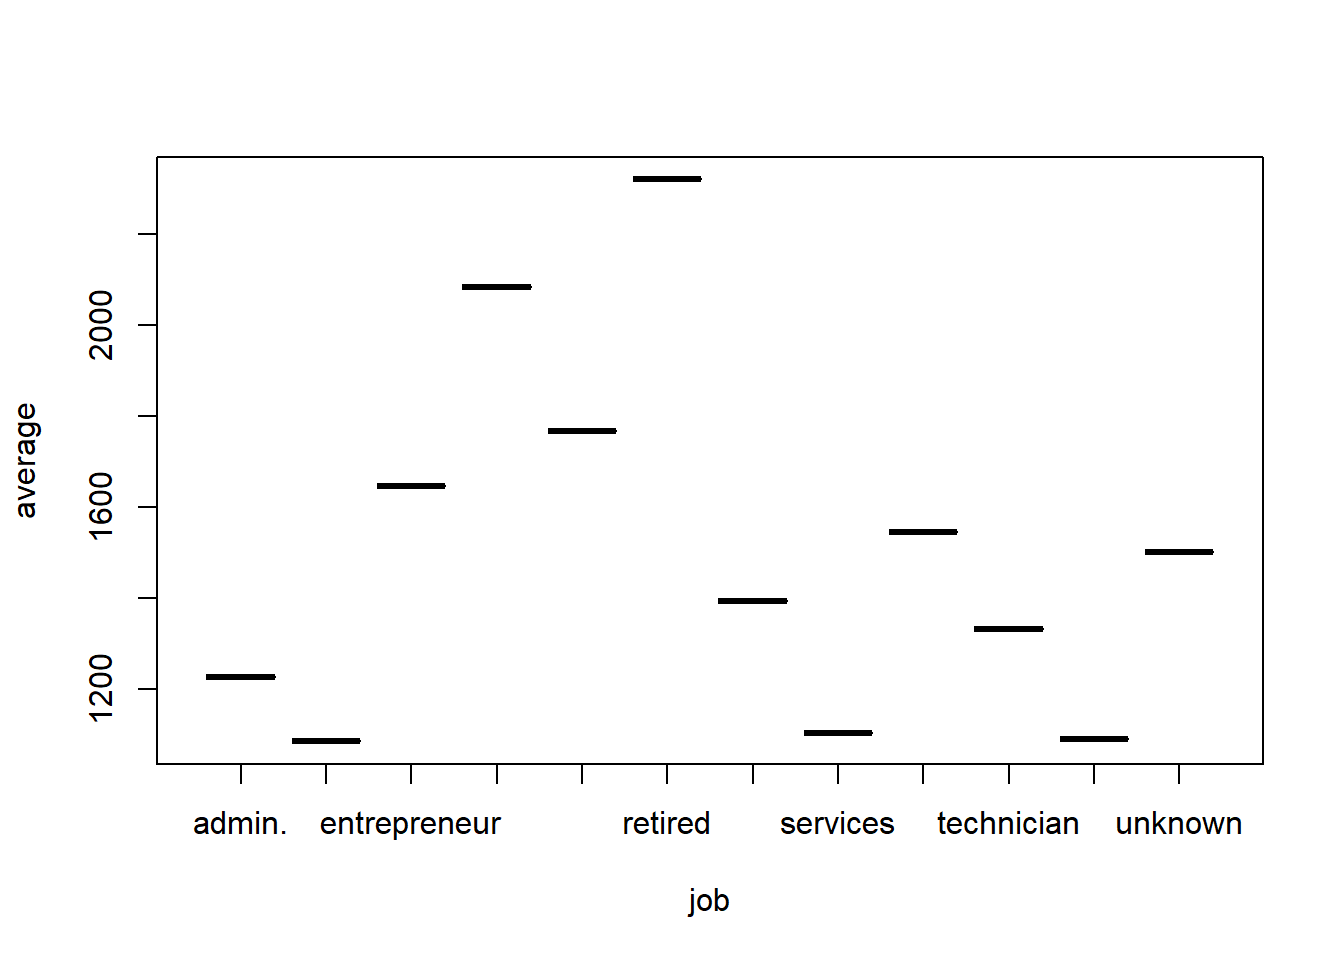 average
2000
1600
1200
admin. entrepreneur retired services technician unknown
job